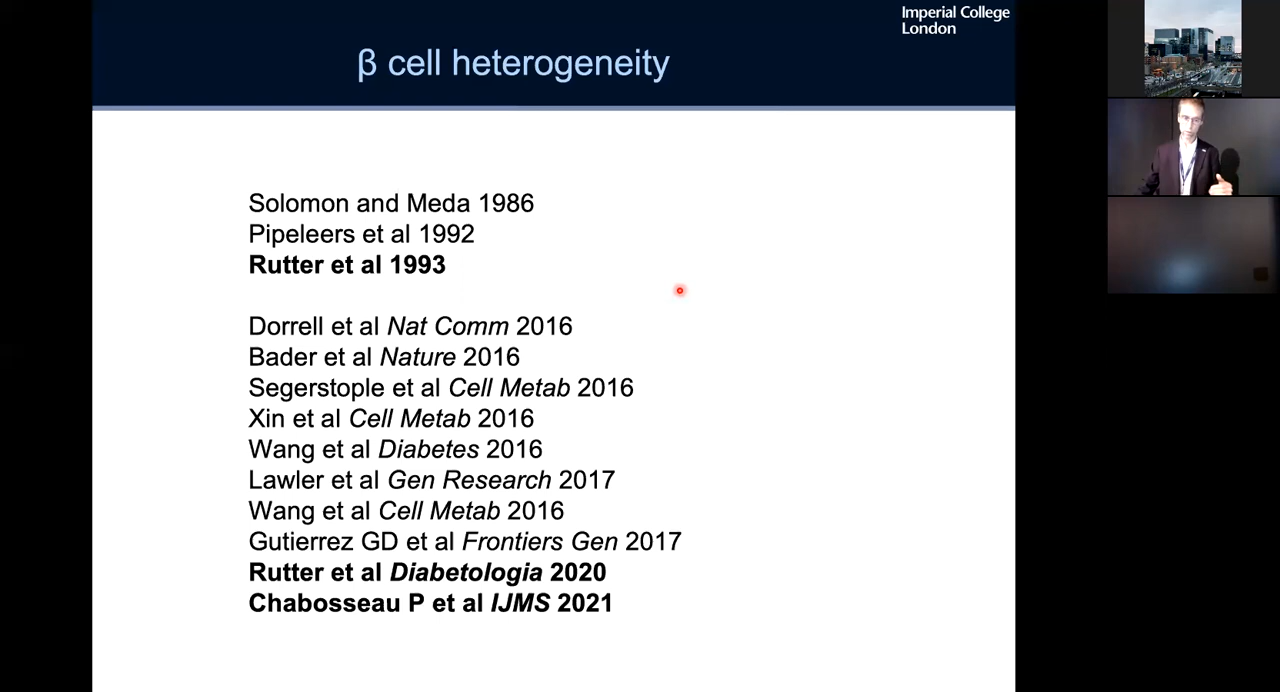 Imperial College
London
β cell heterogeneity
Solomon and Meda 1986
Pipeleers et al 1992
Rutter et al 1993
Dorrell et al Nat Comm 2016
Bader et al Nature 2016
Segerstople et al Cell Metab 2016
Xin et al Cell Metab 2016
Wang et al Diabetes 2016
Lawler et al Gen Research 2017
Wang et al Cell Metab 2016
Gutierrez GD et al Frontiers Gen 2017
Rutter et al Diabetologia 2020
Chabosseau P et al IJMS 2021